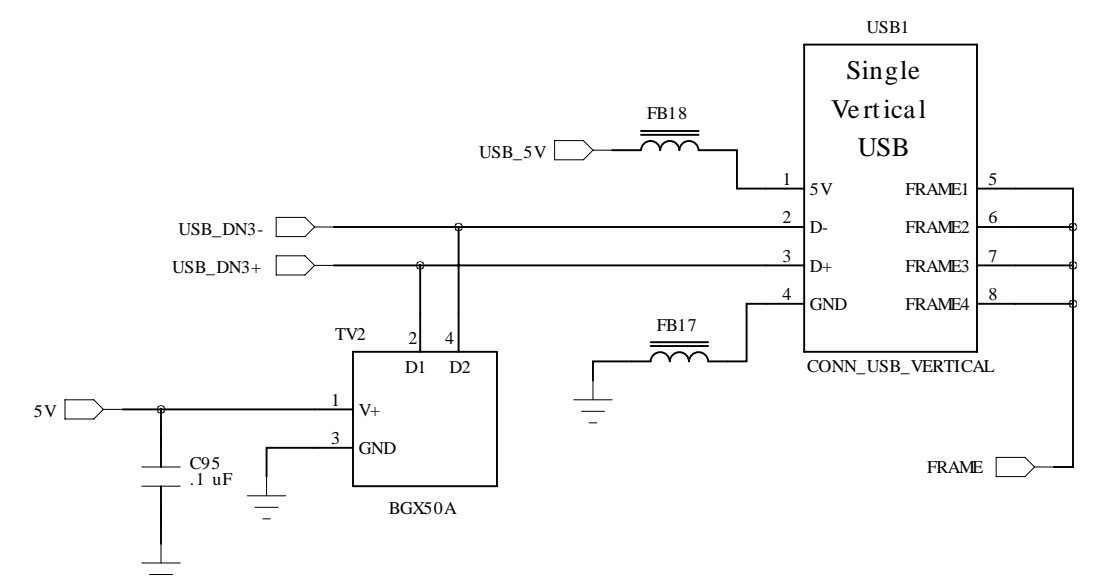 USB1
Single
Vertical
USB
FB18
USB_5V
1 5V FRAME1 5
USB_DN3- 2 D- FRAME2 6
USB_DN3+ 3 D+ FRAME3 7
4 GND FRAME4 8
FB17
CONN_USB_VERTICAL
TV2 2 4
D1 D2
5V 1 V+
3 GND
C95
.1 uF
FRAME
BGX50A